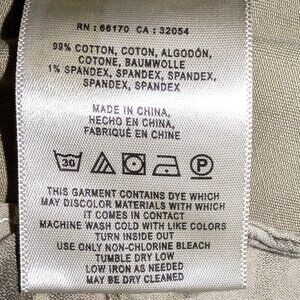 RN : 66170 CA : 32054
99% COTTON, COTON, ALGODÓN,
COTONE, BAUMWOLLE
1% SPANDEX, SPANDEX, SPANDEX,
SPANDEX, SPANDEX
MADE IN CHINA,
HECHO EN CHINA,
FABRIQUÉ EN CHINE
30
P
THIS GARMENT CONTAINS DYE WHICH
MAY DISCOLOR MATERIALS WITH WHICH
IT COMES IN CONTACT
MACHINE WASH COLD WITH LIKE COLORS
TURN INSIDE OUT
USE ONLY NON-CHLORINE BLEACH
TUMBLE DRY LOW
LOW IRON AS NEEDED
MAY BE DRY CLEANED